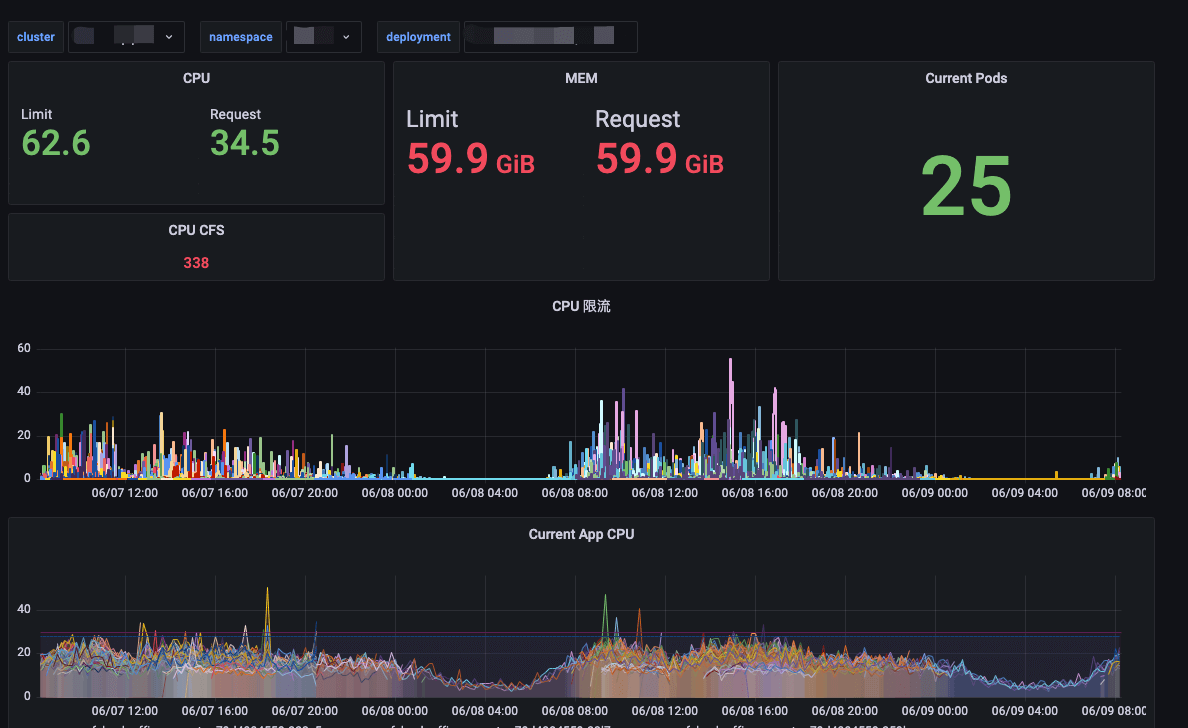 cluster namespace deployment
CPU
Limit Request
62.6 34.5
MEM
Limit Request
59.9 GiB 59.9 GiB
Current Pods
25
CPU CFS
338
CPU 限流
60
40
20
0
06/07 12:00 06/07 16:00 06/07 20:00 06/08 00:00 06/08 04:00 06/08 08:00 06/08 12:00 06/08 16:00 06/08 20:00 06/09 00:00 06/09 04:00 06/09 08:00
Current App CPU
40
20
0
06/07 12:00 06/07 16:00 06/07 20:00 06/08 00:00 06/08 04:00 06/08 08:00 06/08 12:00 06/08 16:00 06/08 20:00 06/09 00:00 06/09 04:00 06/09 08:00